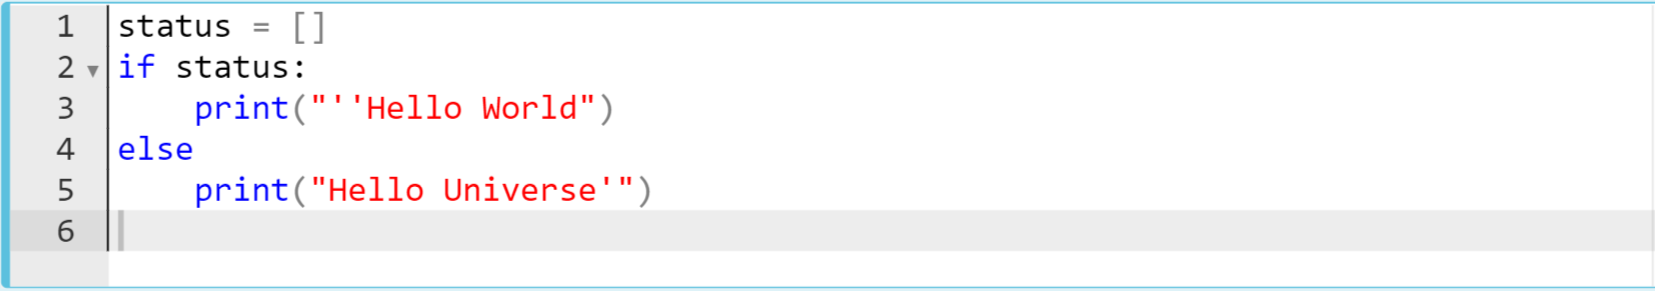 1 status = []
2 if status:
3     print("''Hello World")
4 else
5     print("Hello Universe'")
6